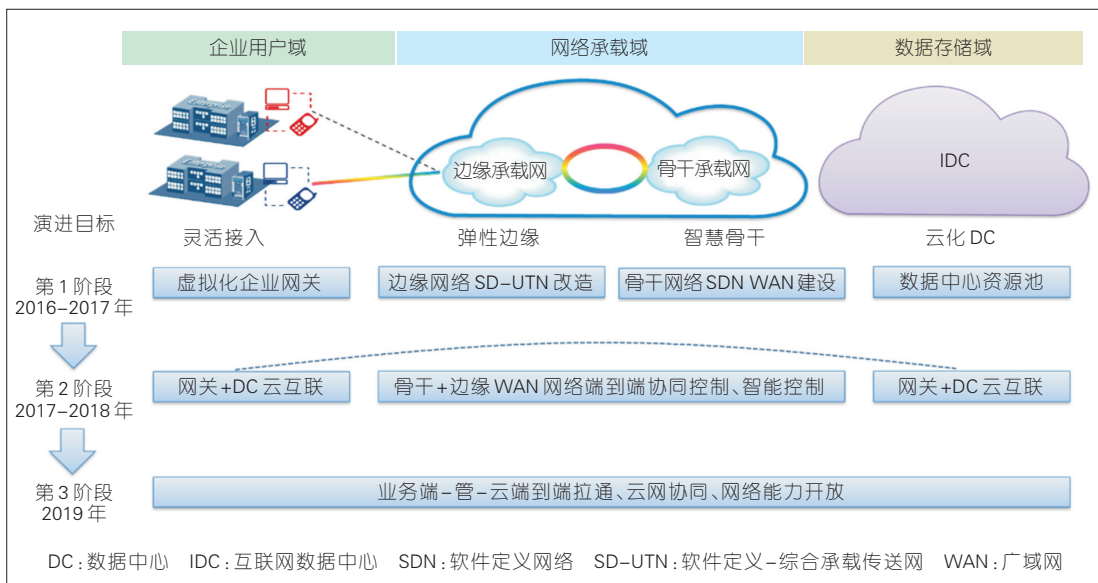 企业用户域 网络承载域 数据存储域
边缘承载网 骨干承载网 IDC
演进目标 灵活接入 弹性边缘 智慧骨干 云化 DC
第 1 阶段
2016–2017 年
虚拟化企业网关 边缘网络 SD–UTN 改造 骨干网络 SDN WAN 建设 数据中心资源池
第 2 阶段
2017–2018 年
网关+DC 云互联 骨干+边缘 WAN 网络端到端协同控制、智能控制 网关+DC 云互联
第 3 阶段
2019 年
业务端–管–云端到端拉通、云网协同、网络能力开放
DC:数据中心 IDC:互联网数据中心 SDN:软件定义网络 SD–UTN:软件定义–综合承载传送网 WAN:广域网